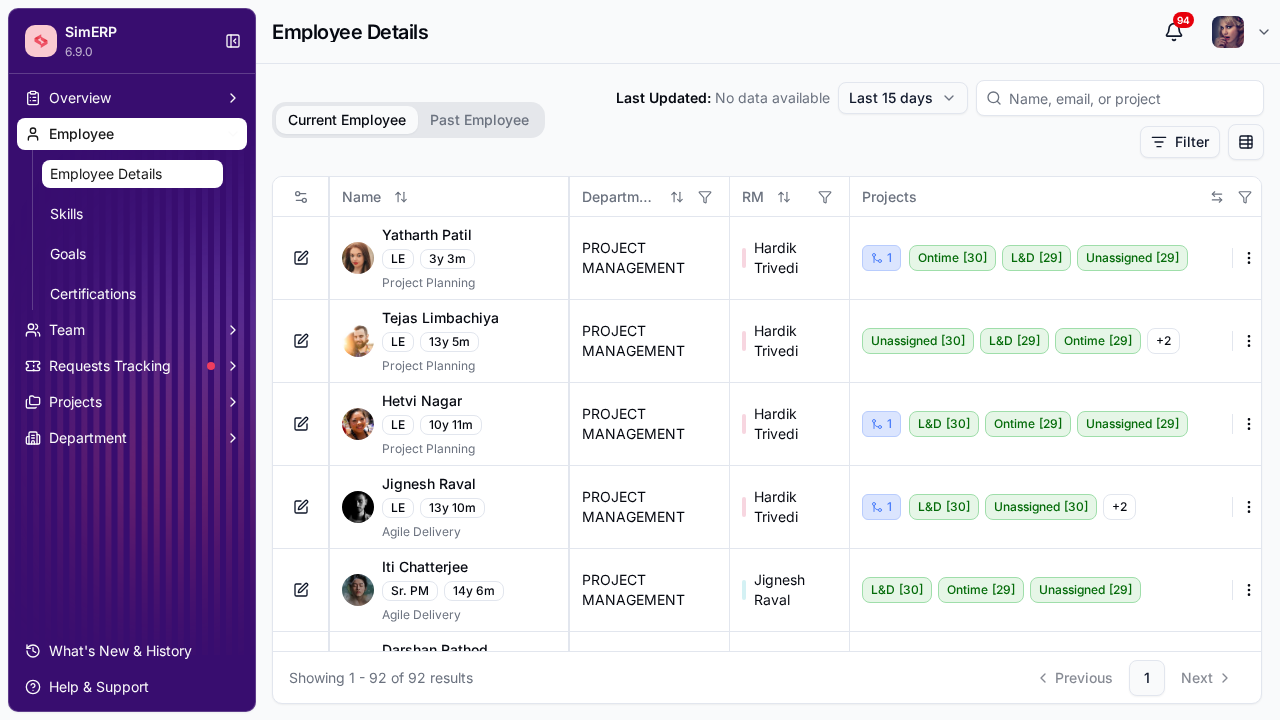 SimERP
6.9.0
Overview
Employee
Employee Details
Skills
Goals
Certifications
Team
Requests Tracking
Projects
Department
What's New & History
Help & Support
Employee Details
94
Current Employee
Past Employee
Last Updated: No data available
Last 15 days
Name, email, or project
Filter
Name
Departm...
RM
Projects
Yatharth Patil
LE
3y 3m
Project Planning
PROJECT
MANAGEMENT
Hardik
Trivedi
1
Ontime [30]
L&D [29]
Unassigned [29]
Tejas Limbachiya
LE
13y 5m
Project Planning
PROJECT
MANAGEMENT
Hardik
Trivedi
Unassigned [30]
L&D [29]
Ontime [29]
+2
Hetvi Nagar
LE
10y 11m
Project Planning
PROJECT
MANAGEMENT
Hardik
Trivedi
1
L&D [30]
Ontime [29]
Unassigned [29]
Jignesh Raval
LE
13y 10m
Agile Delivery
PROJECT
MANAGEMENT
Hardik
Trivedi
1
L&D [30]
Unassigned [30]
+2
Iti Chatterjee
Sr. PM
14y 6m
Agile Delivery
PROJECT
MANAGEMENT
Jignesh
Raval
L&D [30]
Ontime [29]
Unassigned [29]
Darshan Rathod
Showing 1 - 92 of 92 results
Previous
1
Next